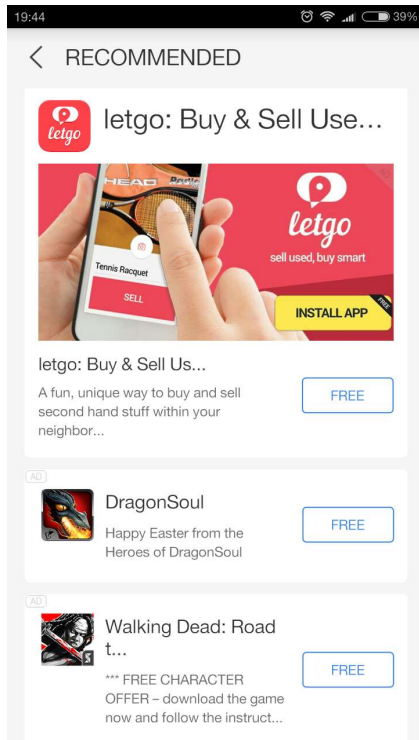 19:44
39%
RECOMMENDED
letgo
letgo: Buy & Sell Use...
AD
HEAD
Tennis Racquet
SELL
letgo
sell used, buy smart
FREE
INSTALL APP
letgo: Buy & Sell Us...
A fun, unique way to buy and sell
second hand stuff within your
neighbor...
FREE
AD
DragonSoul
Happy Easter from the
Heroes of DragonSoul
FREE
AD
Walking Dead: Road
t...
*** FREE CHARACTER
OFFER – download the game
now and follow the instruct...
FREE